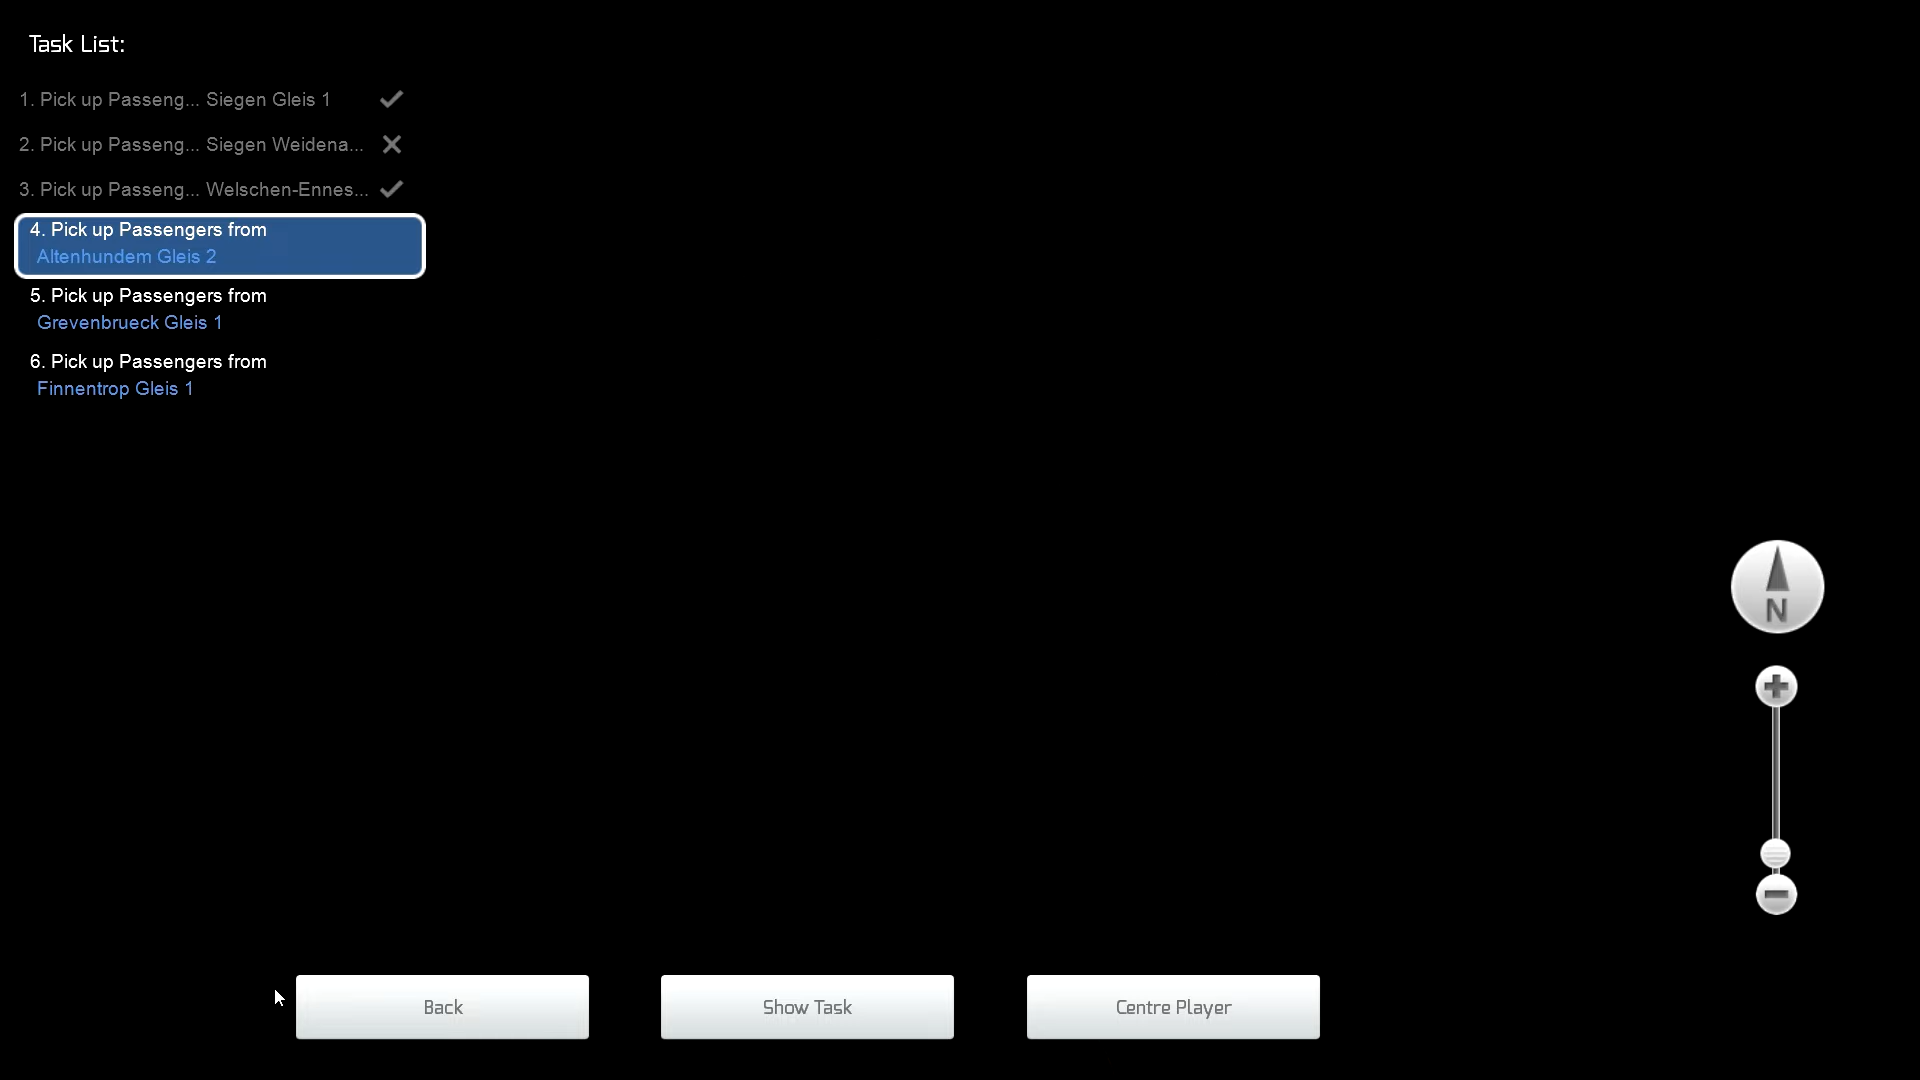 Task List:
1. Pick up Passeng... Siegen Gleis 1
2. Pick up Passeng... Siegen Weidena...
3. Pick up Passeng... Welschen-Ennes...
4. Pick up Passengers from
Altenhundem Gleis 2
5. Pick up Passengers from
Grevenbrueck Gleis 1
6. Pick up Passengers from
Finnentrop Gleis 1
N
Back
Show Task
Centre Player